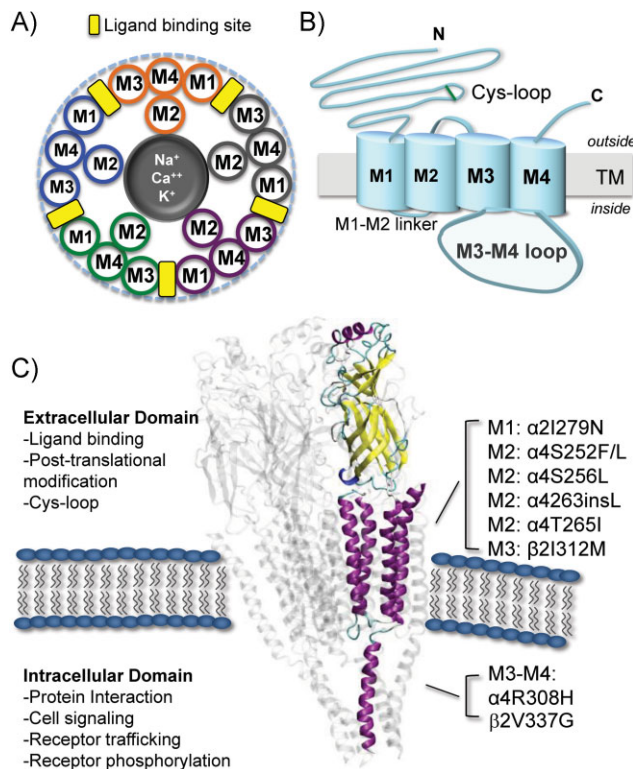 A)
Ligand binding site
M3 M4 M1
M2
M1
M4
M3
M2
M3
M4
M1
M2
Na⁺
Ca⁺⁺
K⁺
M1
M4
M3
M2
M2
M3
M4
M1
B)
N
Cys-loop
C
outside
M1 M2 M3 M4
TM
inside
M1-M2 linker
M3-M4 loop
C)
Extracellular Domain
-Ligand binding
-Post-translational
modification
-Cys-loop
M1: α2I279N
M2: α4S252F/L
M2: α4S256L
M2: α4263insL
M2: α4T265I
M3: β2I312M
Intracellular Domain
-Protein Interaction
-Cell signaling
-Receptor trafficking
-Receptor phosphorylation
M3-M4:
α4R308H
β2V337G